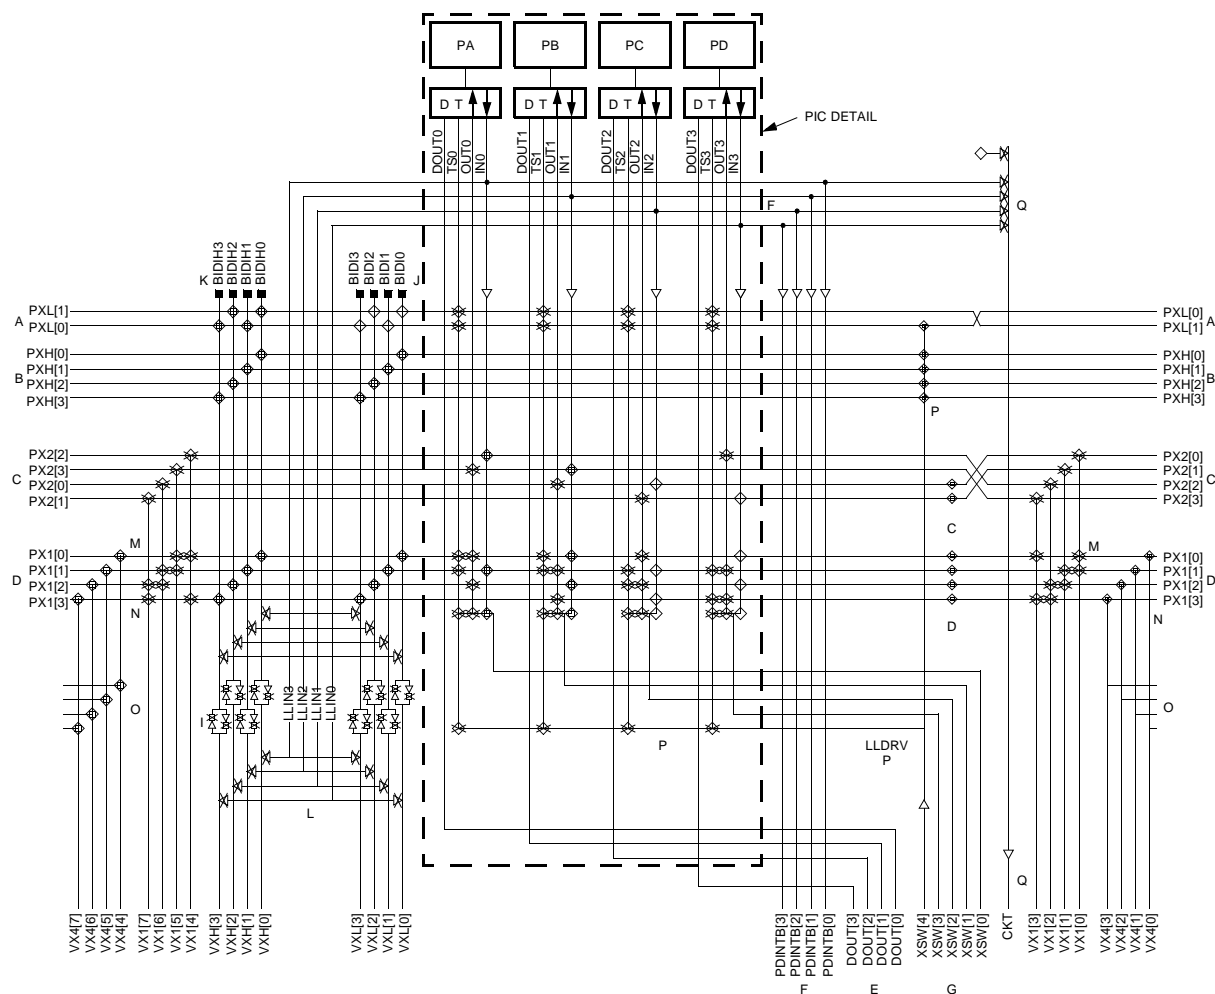 PA PB PC PD
D T D T D T D T
PIC DETAIL
DOUT0 TS0 OUT0 IN0 DOUT1 TS1 OUT1 IN1 DOUT2 TS2 OUT2 IN2 DOUT3 TS3 OUT3 IN3
F Q
K BIDIH3 BIDIH2 BIDIH1 BIDIH0 BIDI3 BIDI2 BIDI1 BIDI0 J
PXL[1] PXL[0]
A PXL[0] PXL[1] A
PXH[0] PXH[0]
PXH[1] PXH[1]
B PXH[2] PXH[2] B
PXH[3] PXH[3]
P
PX2[2] PX2[0]
PX2[3] PX2[1]
C PX2[0] PX2[2] C
PX2[1] PX2[3]
C
M M
PX1[0] PX1[0]
PX1[1] PX1[1]
D PX1[2] PX1[2] D
PX1[3] PX1[3]
N D N
O I LLIN3 LLIN2 LLIN1 LLIN0 O
P LLDRV
P
L
Q
VX4[7] VX4[6] VX4[5] VX4[4] VX1[7] VX1[6] VX1[5] VX1[4] VXH[3] VXH[2] VXH[1] VXH[0] VXL[3] VXL[2] VXL[1] VXL[0] PDINTB[3] PDINTB[2] PDINTB[1] PDINTB[0] DOUT[3] DOUT[2] DOUT[1] DOUT[0] XSW[4] XSW[3] XSW[2] XSW[1] XSW[0] CKT VX1[3] VX1[2] VX1[1] VX1[0] VX4[3] VX4[2] VX4[1] VX4[0]
F E G